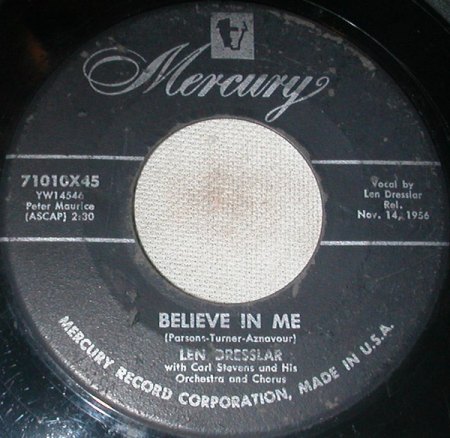 Mercury
71010X45
YW14546
Peter Maurice
(ASCAP) 2:30
Vocal by
Len Dresslar
Rel.
Nov. 14, 1956
BELIEVE IN ME
(Parsons-Turner-Aznavour)
LEN DRESSLAR
with Carl Stevens and His
Orchestra and Chorus
MERCURY RECORD CORPORATION, MADE IN U.S.A.